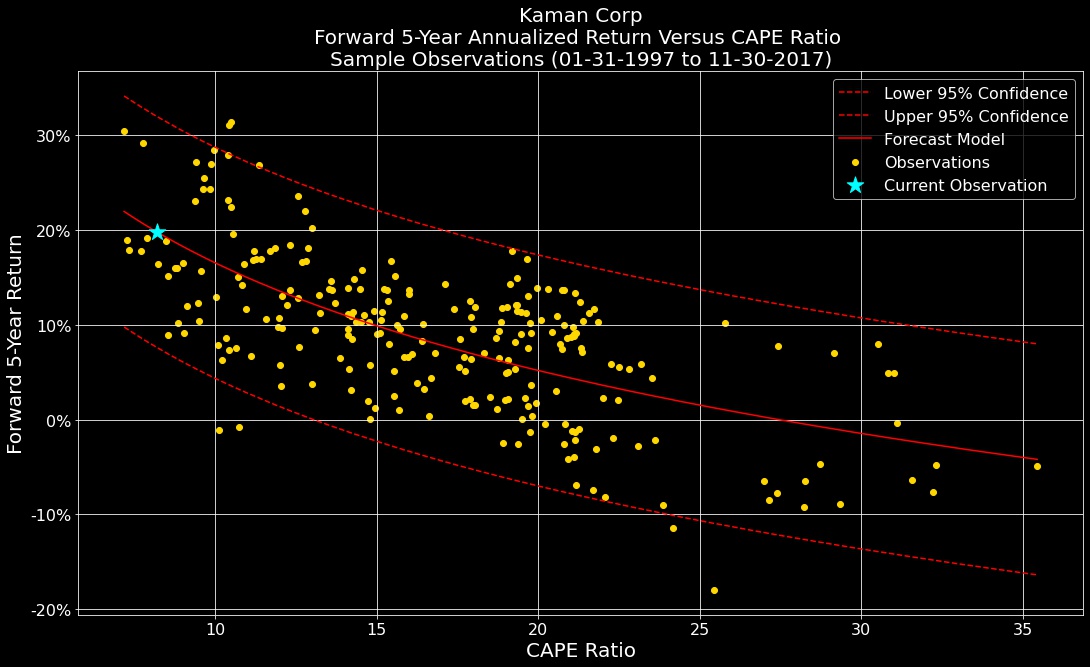 Kaman Corp
Forward 5-Year Annualized Return Versus CAPE Ratio
Sample Observations (01-31-1997 to 11-30-2017)
Lower 95% Confidence
Upper 95% Confidence
Forecast Model
Observations
Current Observation
Forward 5-Year Return
30%
20%
10%
0%
-10%
-20%
10 15 20 25 30 35
CAPE Ratio